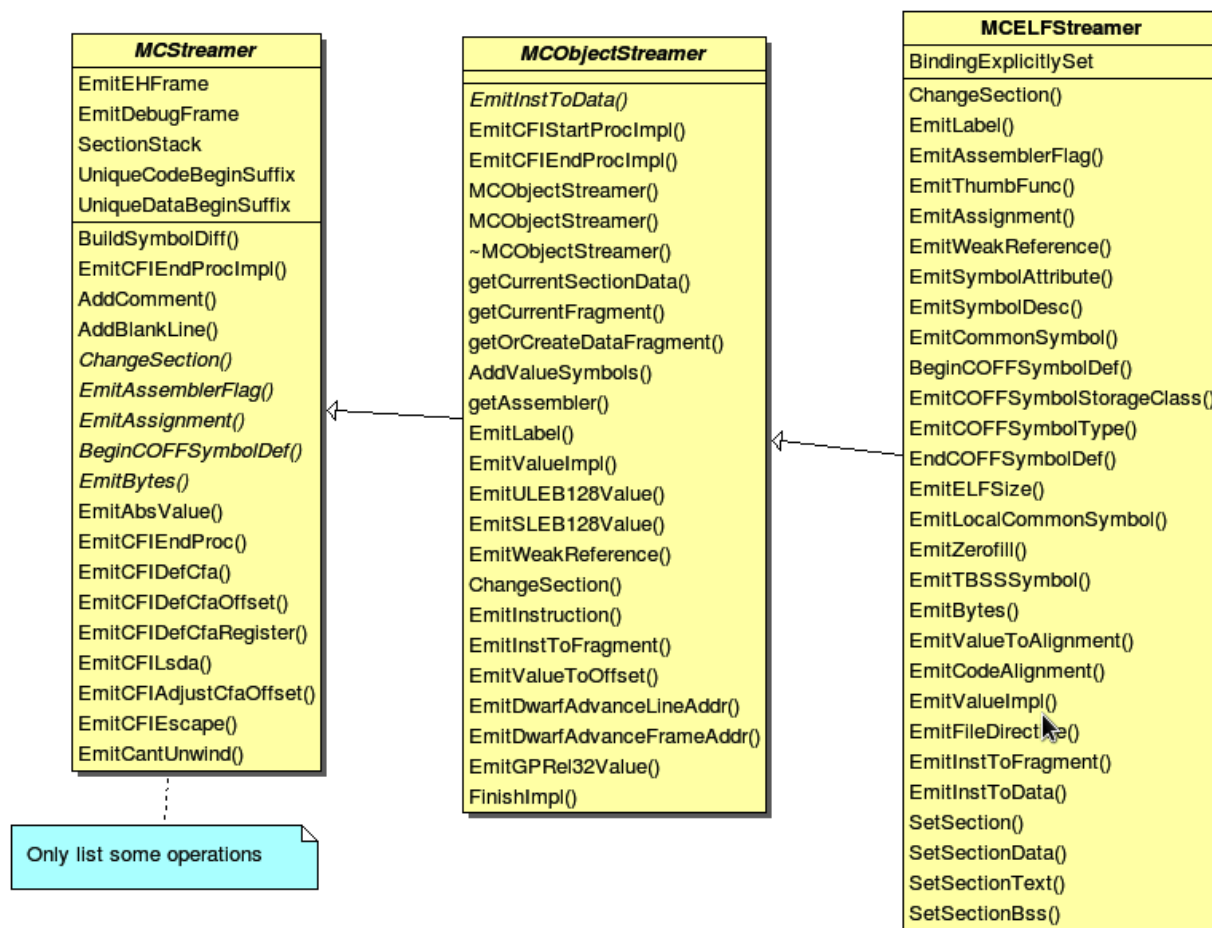 MCStreamer
EmitEHFrame
EmitDebugFrame
SectionStack
UniqueCodeBeginSuffix
UniqueDataBeginSuffix
BuildSymbolDiff()
EmitCFIEndProcImpl()
AddComment()
AddBlankLine()
ChangeSection()
EmitAssemblerFlag()
EmitAssignment()
BeginCOFFSymbolDef()
EmitBytes()
EmitAbsValue()
EmitCFIEndProc()
EmitCFIDefCfa()
EmitCFIDefCfaOffset()
EmitCFIDefCfaRegister()
EmitCFILsda()
EmitCFIAdjustCfaOffset()
EmitCFIEscape()
EmitCantUnwind()
Only list some operations
MCObjectStreamer
EmitInstToData()
EmitCFIStartProcImpl()
EmitCFIEndProcImpl()
MCObjectStreamer()
MCObjectStreamer()
~MCObjectStreamer()
getCurrentSectionData()
getCurrentFragment()
getOrCreateDataFragment()
AddValueSymbols()
getAssembler()
EmitLabel()
EmitValueImpl()
EmitULEB128Value()
EmitSLEB128Value()
EmitWeakReference()
ChangeSection()
EmitInstruction()
EmitInstToFragment()
EmitValueToOffset()
EmitDwarfAdvanceLineAddr()
EmitDwarfAdvanceFrameAddr()
EmitGPRel32Value()
FinishImpl()
MCELFStreamer
BindingExplicitlySet
ChangeSection()
EmitLabel()
EmitAssemblerFlag()
EmitThumbFunc()
EmitAssignment()
EmitWeakReference()
EmitSymbolAttribute()
EmitSymbolDesc()
EmitCommonSymbol()
BeginCOFFSymbolDef()
EmitCOFFSymbolStorageClass()
EmitCOFFSymbolType()
EndCOFFSymbolDef()
EmitELFSize()
EmitLocalCommonSymbol()
EmitZerofill()
EmitTBSSSymbol()
EmitBytes()
EmitValueToAlignment()
EmitCodeAlignment()
EmitValueImpl()
EmitFileDirective()
EmitInstToFragment()
EmitInstToData()
SetSection()
SetSectionData()
SetSectionText()
SetSectionBss()